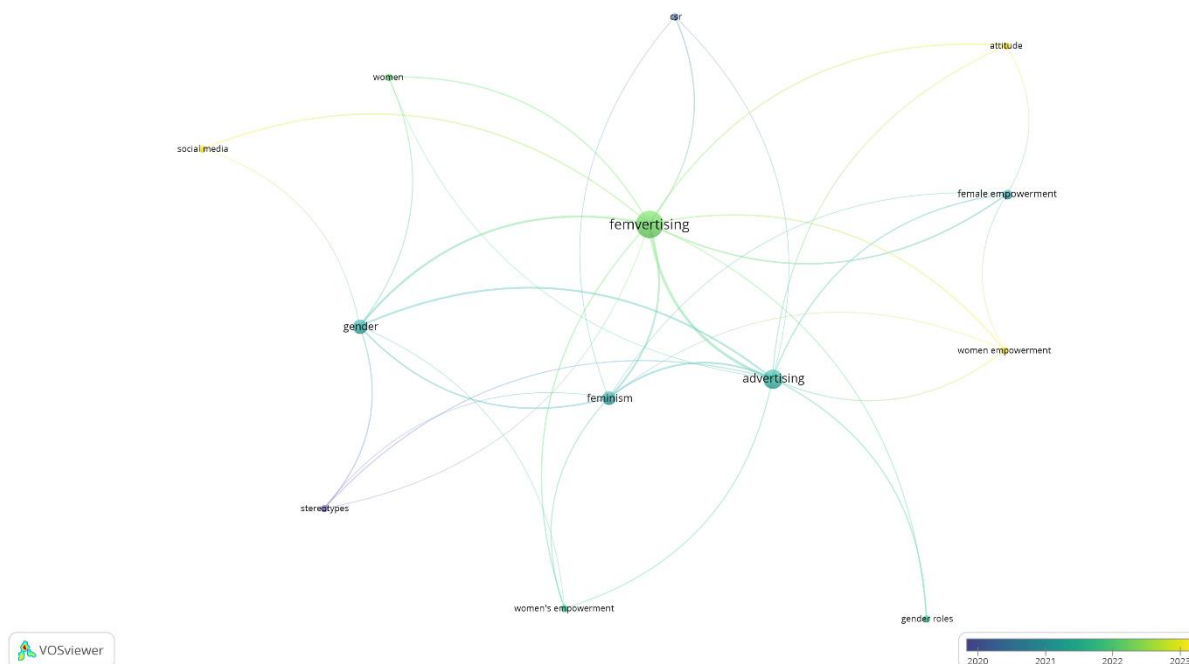 csr
attitude
women
social media
female empowerment
femvertising
gender
women empowerment
advertising
feminism
stereotypes
women's empowerment
gender roles
VOSviewer
2020 2021 2022 2023